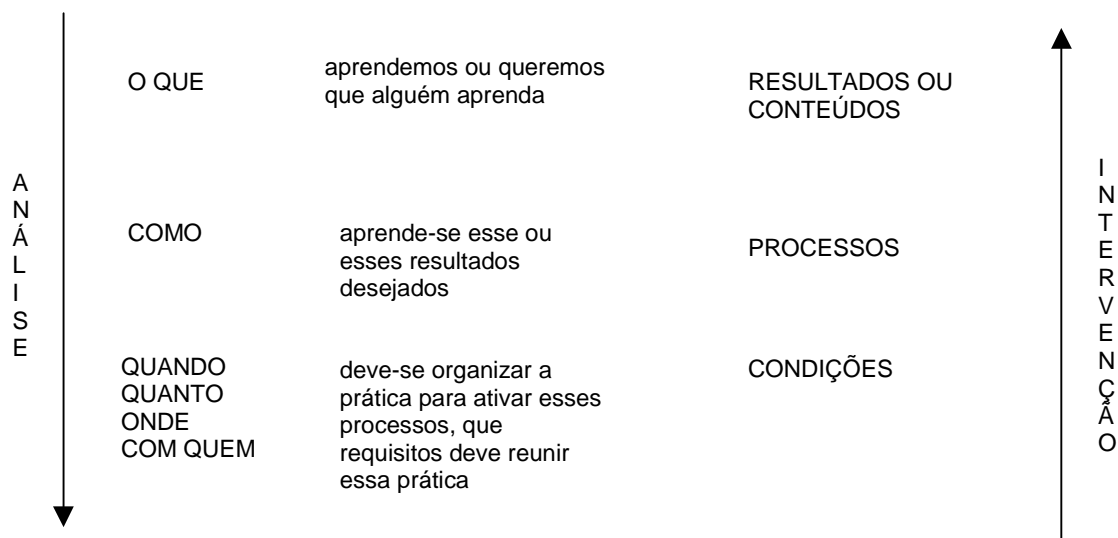 ANÁLISE
O QUE
aprendemos ou queremos
que alguém aprenda
RESULTADOS OU
CONTEÚDOS
COMO
aprende-se esse ou
esses resultados
desejados
PROCESSOS
QUANDO
QUANTO
ONDE
COM QUEM
deve-se organizar a
prática para ativar esses
processos, que
requisitos deve reunir
essa prática
CONDIÇÕES
INTERVENÇÃO